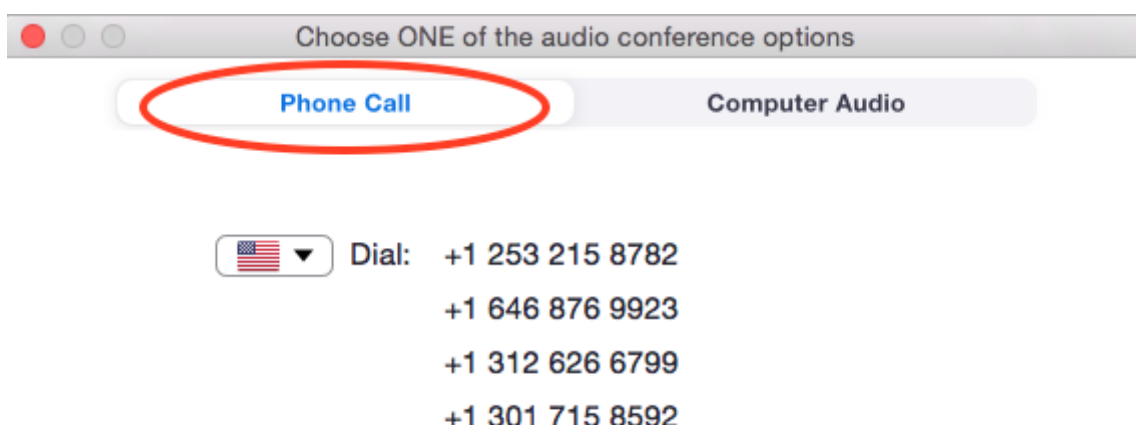 Choose ONE of the audio conference options
Phone Call Computer Audio
Dial: +1 253 215 8782
+1 646 876 9923
+1 312 626 6799
+1 301 715 8592